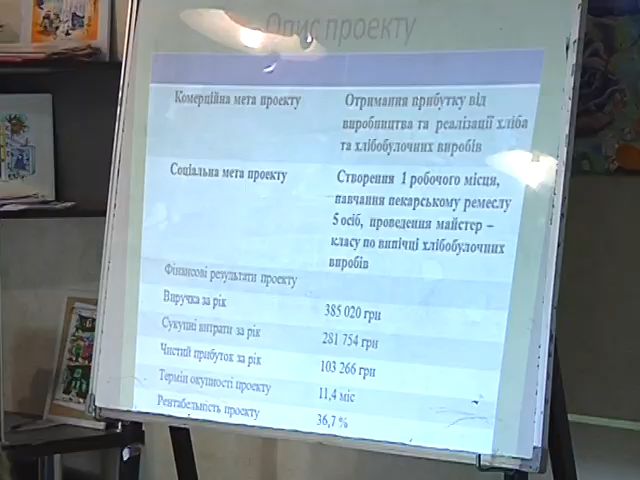 Опис проекту
Комерційна мета проекту
Отримання прибутку від
виробництва та реалізації хліба
та хлібобулочних виробів
Соціальна мета проекту
Створення 1 робочого місця,
навчання пекарському ремеслу
5 осіб, проведення майстер –
класу по випічці хлібобулочних
виробів
Фінансові результати проекту
Виручка за рік
385 020 грн
Сукупні витрати за рік
281 754 грн
Чистий прибуток за рік
103 266 грн
Термін окупності проекту
11,4 міс
Рентабельність проекту
36,7 %